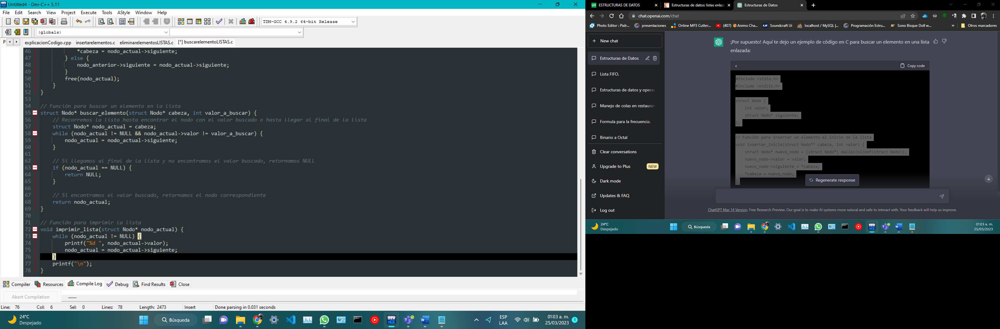 Untitled4 - Dev-C++ 5.11
File Edit Search View Project Execute Tools AStyle Window Help
TDM-GCC 4.9.2 64-bit Release
(globals)
P explicacionCodigo.cpp insertarelementos.c eliminarelementosLISTAS.c [*] buscarelementoLISTAS.c
46 *cabeza = nodo_actual->siguiente;
47 } else {
48 nodo_anterior->siguiente = nodo_actual->siguiente;
49 }
50 free(nodo_actual);
51 }
52 }
53
54 // Función para buscar un elemento en la lista
55 struct Nodo* buscar_elemento(struct Nodo* cabeza, int valor_a_buscar) {
56 // Recorremos la lista hasta encontrar el nodo con el valor buscado o hasta llegar al final de la lista
57 struct Nodo* nodo_actual = cabeza;
58 while (nodo_actual != NULL && nodo_actual->valor != valor_a_buscar) {
59 nodo_actual = nodo_actual->siguiente;
60 }
61
62 // Si llegamos al final de la lista y no encontramos el valor buscado, retornamos NULL
63 if (nodo_actual == NULL) {
64 return NULL;
65 }
66
67 // Si encontramos el valor buscado, retornamos el nodo correspondiente
68 return nodo_actual;
69 }
70
71 // Función para imprimir la lista
72 void imprimir_lista(struct Nodo* nodo_actual) {
73 while (nodo_actual != NULL) {
74 printf("%d ", nodo_actual->valor);
75 nodo_actual = nodo_actual->siguiente;
76 }
77 printf("\n");
78 }
Compiler Resources Compile Log Debug Find Results Close
Abort Compilation
Line: 76 Col: 6 Sel: 0 Lines: 78 Length: 2473 Insert Done parsing in 0.031 seconds
24°C
Despejado
Búsqueda
DEV
ESP
LAA
01:03 a. m.
25/03/2023
1
UV ESTRUCTURAS DE DATOS
Estructuras de datos: listas enlaz
Estructuras de Datos
chat.openai.com/chat
Photo Editor : Pixlr... presentaciones Online MP3 Cutter... (407) Animo Cha... Soundcraft Ui localhost / MySQL |... Programación Estru... AF Sono Bisque Doll w... » Otros marcadores
New chat
Estructuras de Datos
Lista FIFO.
Estructuras de datos y operac
Manejo de colas en restauran
Formula para la frecuencia.
Binario a Octal
Clear conversations
Upgrade to Plus NEW
Dark mode
Updates & FAQ
Log out
¡Por supuesto! Aquí te dejo un ejemplo de código en C para buscar un elemento en una lista
enlazada:
c Copy code
#include <stdio.h>
#include <stdlib.h>
struct Nodo {
int valor;
struct Nodo* siguiente;
};
// Función para insertar un elemento al inicio de la lista
void insertar_inicio(struct Nodo** cabeza, int valor) {
struct Nodo* nuevo_nodo = (struct Nodo*) malloc(sizeof(struct Nodo));
nuevo_nodo->valor = valor;
nuevo_nodo->siguiente = *cabeza;
*cabeza = nuevo_nodo;
}
Regenerate response
ChatGPT Mar 14 Version. Free Research Preview. Our goal is to make AI systems more natural and safe to interact with. Your feedback will help us improve.
24°C
Despejado
Búsqueda
DEV
01:03 a. m.
25/03/2023